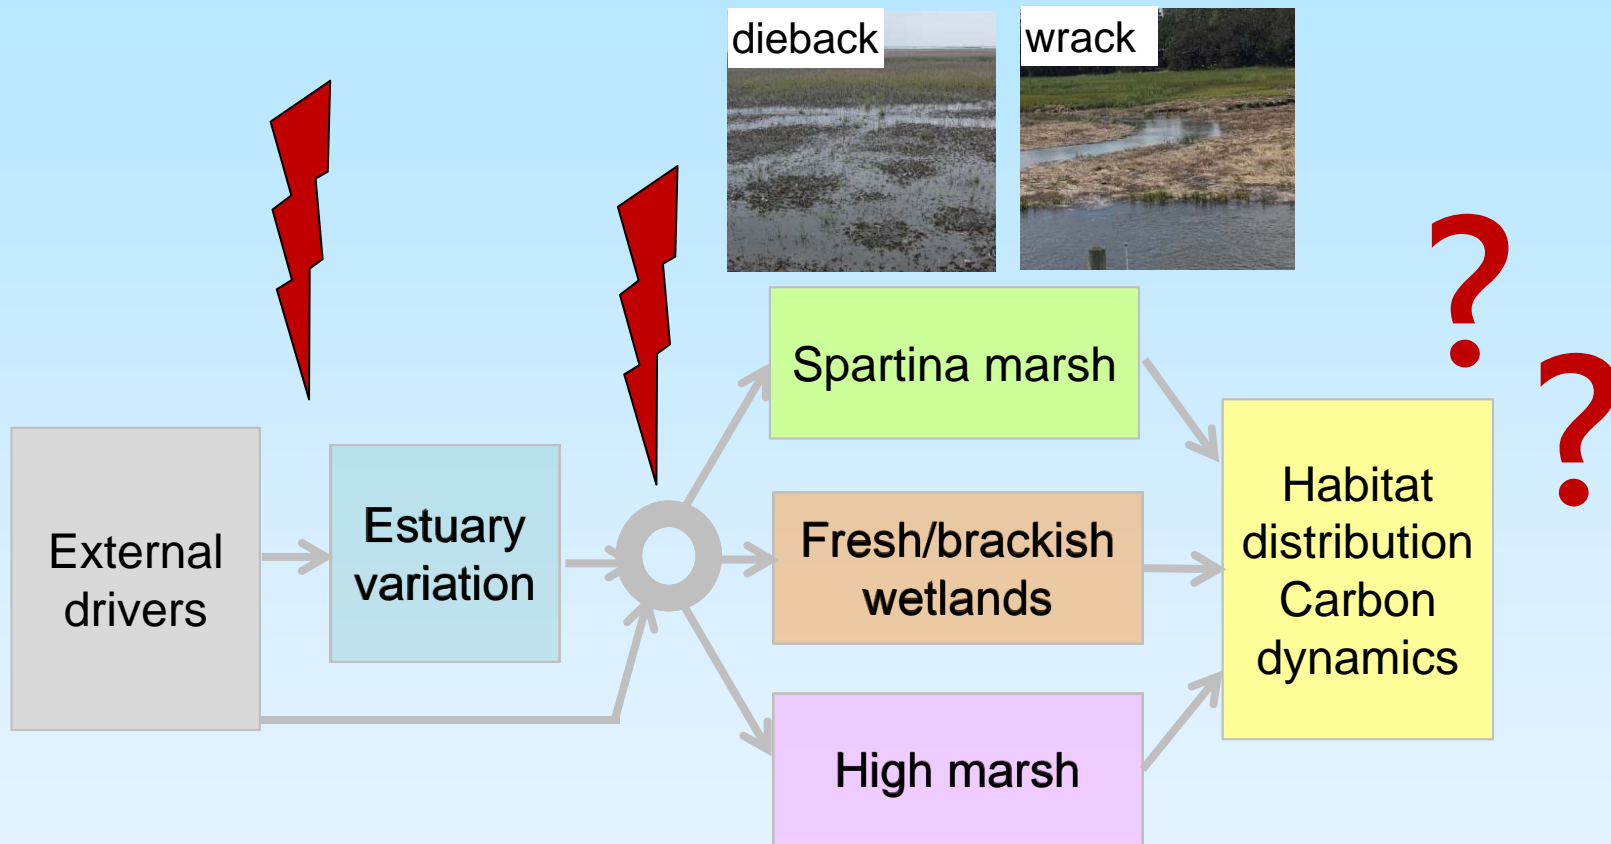 dieback
wrack
?
?
Spartina marsh
External
drivers
Estuary
variation
Fresh/brackish
wetlands
High marsh
Habitat
distribution
Carbon
dynamics